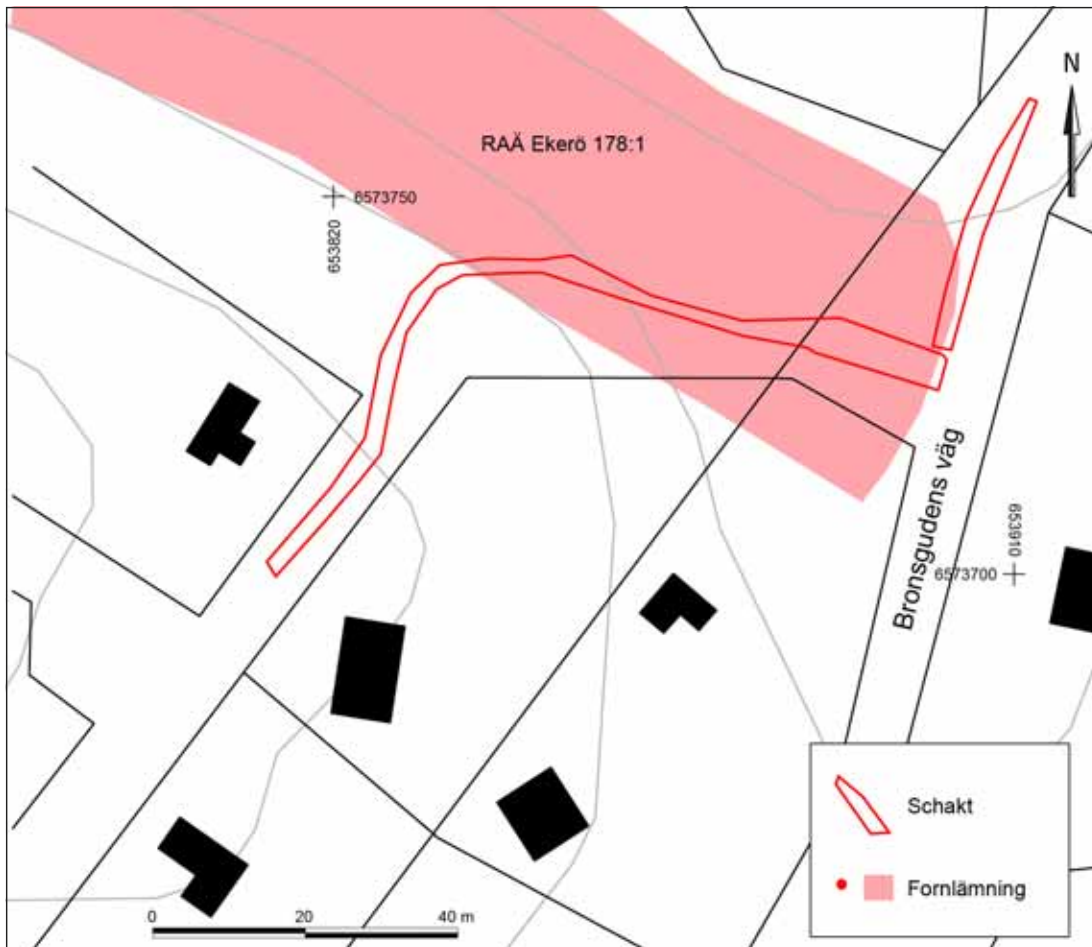 N
RAÄ Ekerö 178:1
6573750
653820
Bronsgudens väg
653910
6573700
Schakt
Fornlämning
0 20 40 m